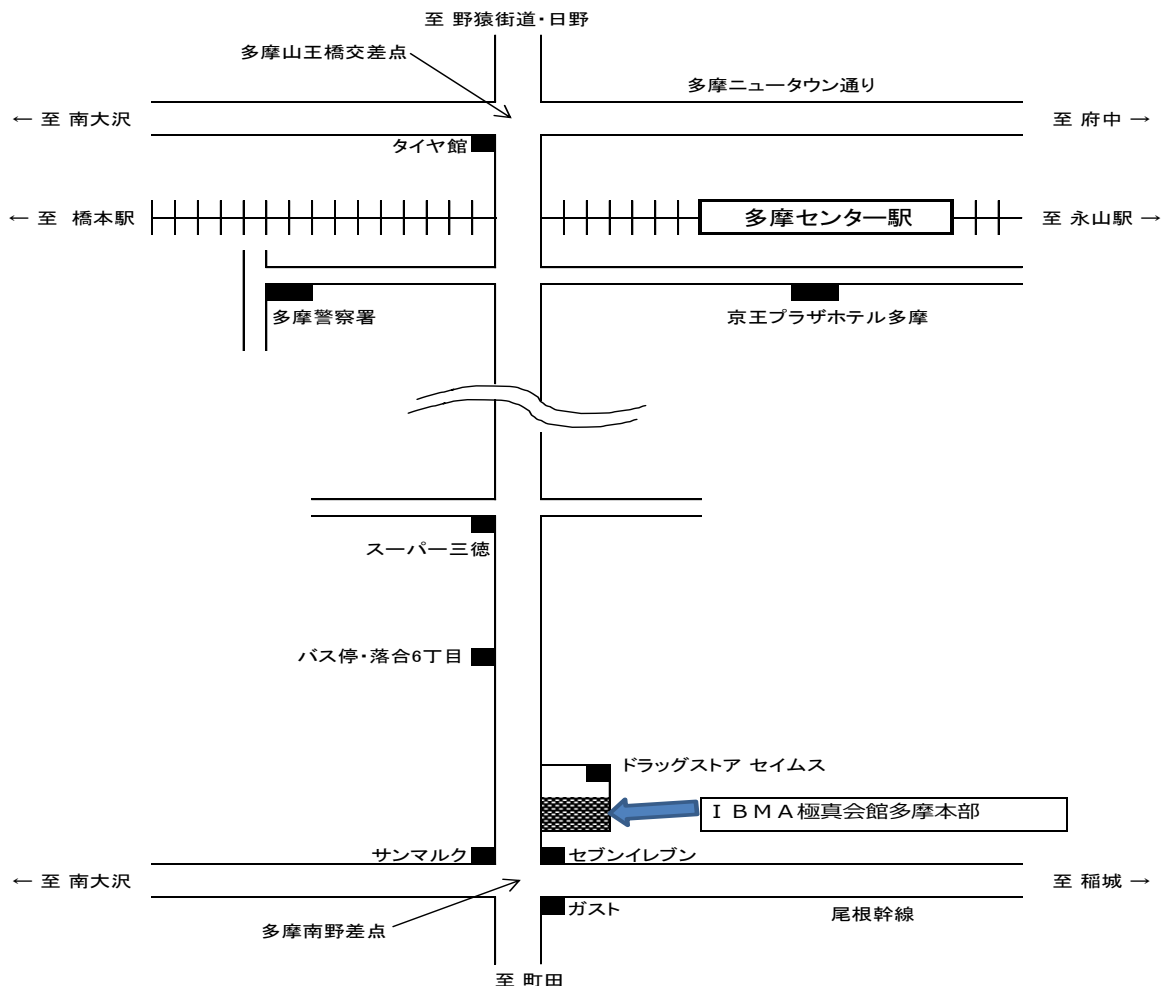 至 野猿街道・日野
多摩山王橋交差点
多摩ニュータウン通り
← 至 南大沢
至 府中 →
タイヤ館
← 至 橋本駅
多摩センター駅
至 永山駅 →
多摩警察署
京王プラザホテル多摩
スーパー三徳
バス停・落合6丁目
ドラッグストア セイムス
ＩＢＭＡ極真会館多摩本部
サンマルク
セブンイレブン
← 至 南大沢
至 稲城 →
ガスト
尾根幹線
多摩南野差点
至 町田